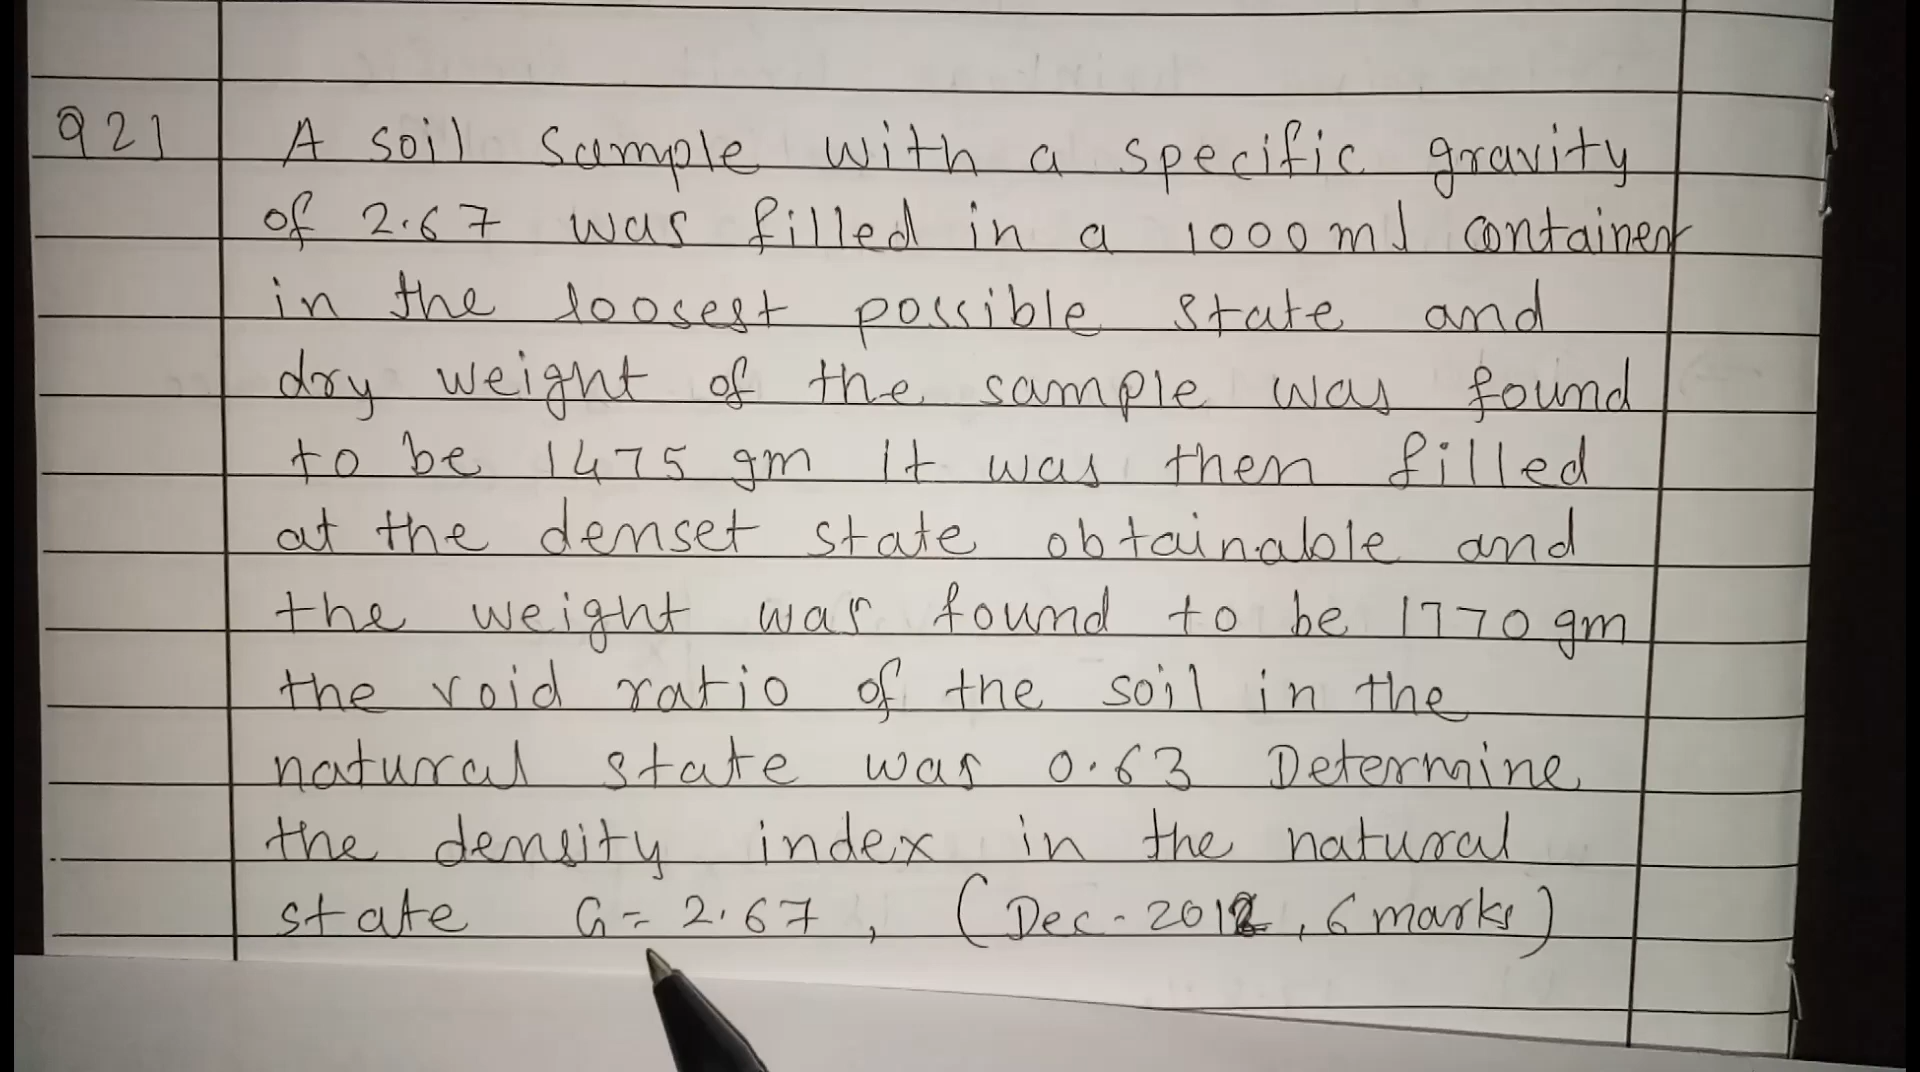 Q21
A soil sample with a specific gravity
of 2.67 was filled in a 1000ml container
in the loosest possible state and
dry weight of the sample was found
to be 1475 gm It was then filled
at the denset state obtainable and
the weight was found to be 1770 gm
the void ratio of the soil in the
natural state was 0.63 Determine
the density index in the natural
state G = 2.67, (Dec-2012, 6 marks)